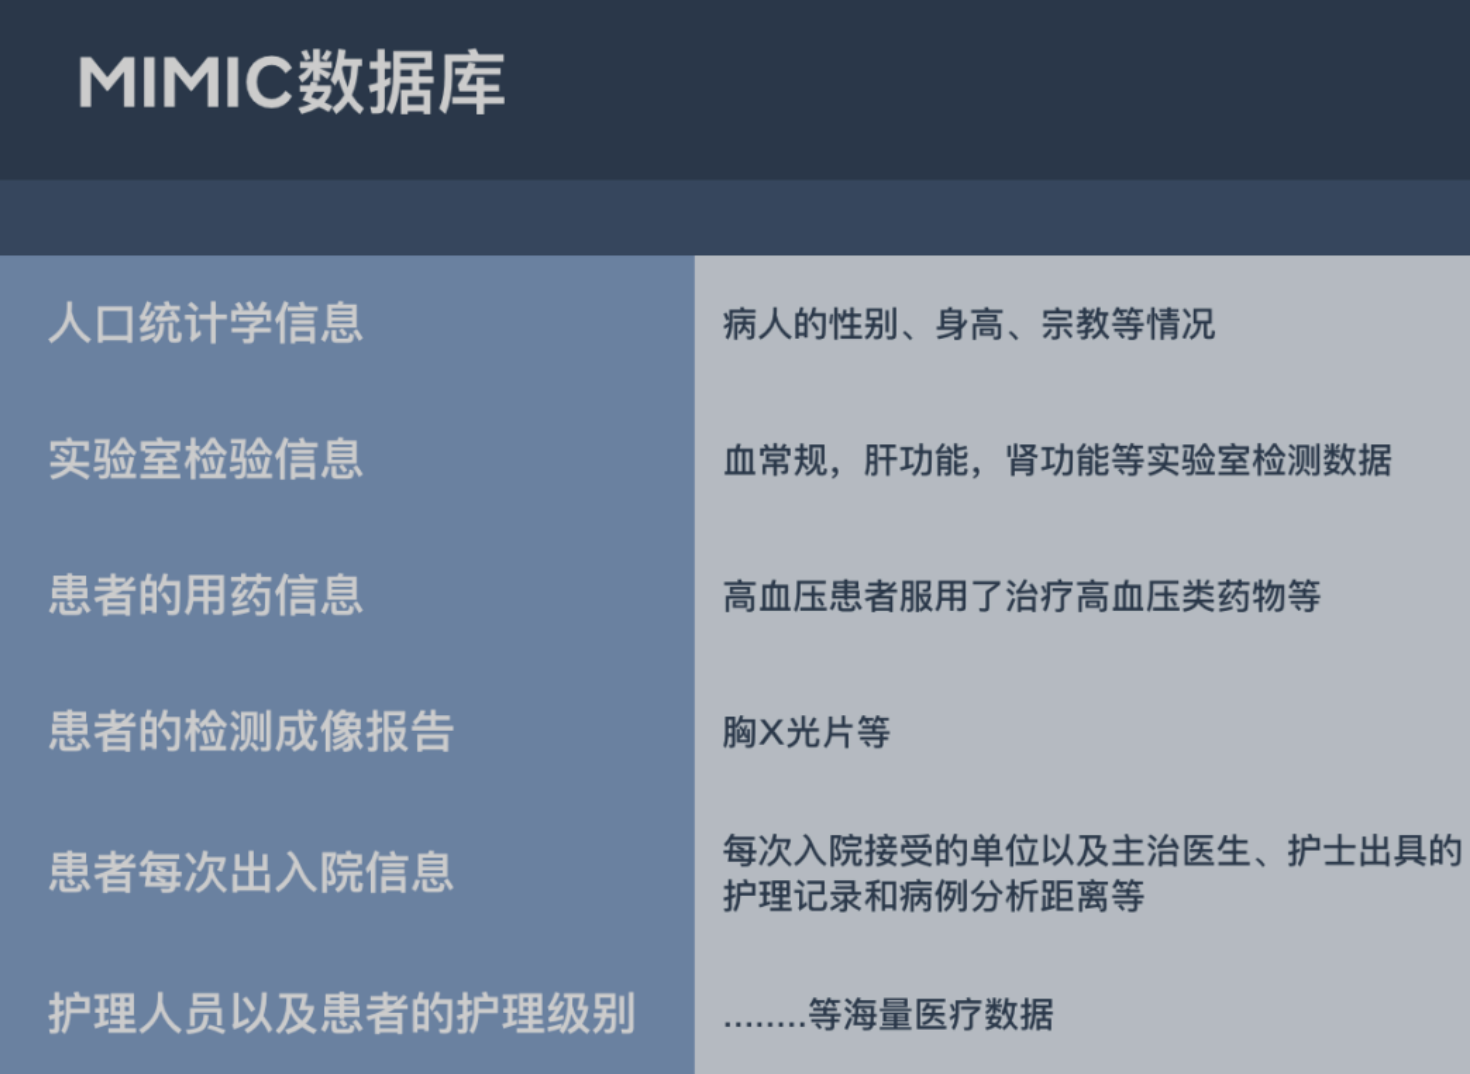 MIMIC数据库
人口统计学信息
病人的性别、身高、宗教等情况
实验室检验信息
血常规，肝功能，肾功能等实验室检测数据
患者的用药信息
高血压患者服用了治疗高血压类药物等
患者的检测成像报告
胸X光片等
患者每次出入院信息
每次入院接受的单位以及主治医生、护士出具的
护理记录和病例分析距离等
护理人员以及患者的护理级别
........等海量医疗数据